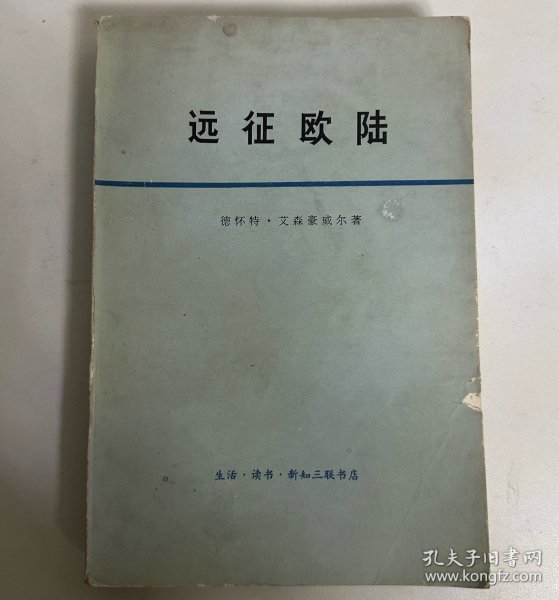 远征欧陆
德怀特·艾森豪威尔著
生活·读书·新知三联书店
孔夫子旧书网
www.kongfz.com